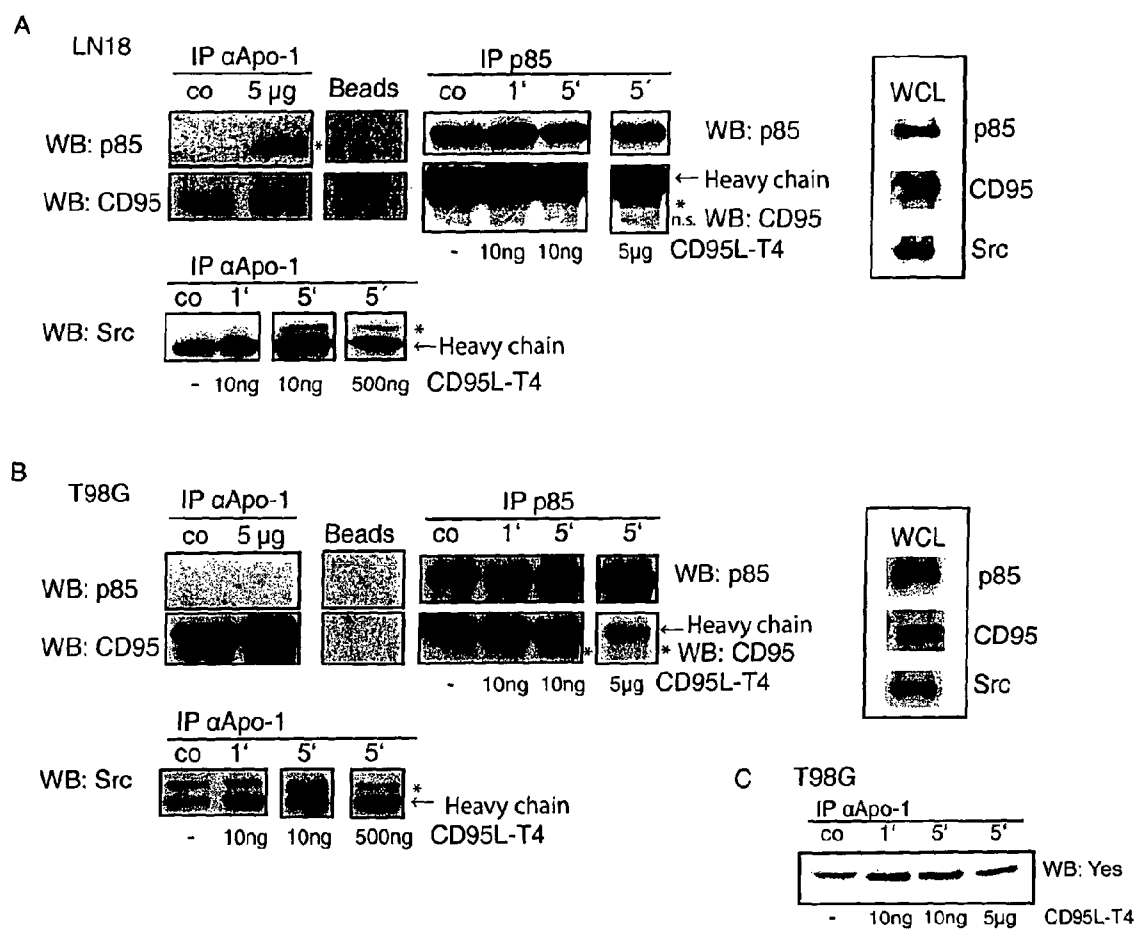 A
LN18
IP αApo-1
co 5 µg
Beads
IP p85
co 1' 5' 5´
WCL
WB: p85
*
WB: p85
p85
WB: CD95
←Heavy chain
*
n.s. WB: CD95
CD95
- 10ng 10ng 5µg CD95L-T4
Src
IP αApo-1
co 1' 5' 5´
WB: Src
*
←Heavy chain
- 10ng 10ng 500ng CD95L-T4
B
T98G
IP αApo-1
co 5 µg
Beads
IP p85
co 1' 5' 5'
WCL
WB: p85
WB: p85
p85
WB: CD95
←Heavy chain
* * WB: CD95
CD95
- 10ng 10ng 5µg CD95L-T4
Src
IP αApo-1
co 1' 5' 5'
WB: Src
*
← Heavy chain
- 10ng 10ng 500ng CD95L-T4
C T98G
IP αApo-1
co 1' 5' 5'
WB: Yes
- 10ng 10ng 5µg CD95L-T4